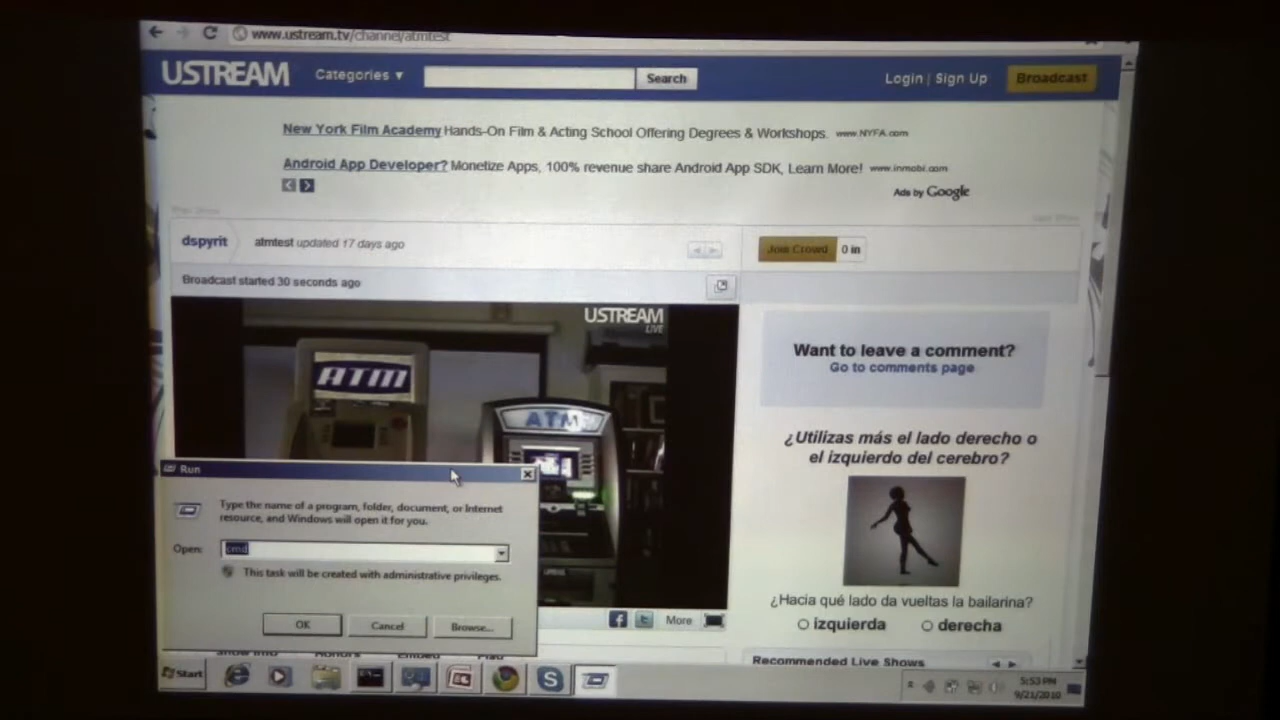 www.ustream.tv/channel/atmtest
USTREAM Categories ▼ Search Login | Sign Up Broadcast
New York Film Academy Hands-On Film & Acting School Offering Degrees & Workshops. www.NYFA.com
Android App Developer? Monetize Apps, 100% revenue share Android App SDK, Learn More! www.inmobi.com
Ads by Google
dspyrit atmtest updated 17 days ago
Join Crowd 0 in
Broadcast started 30 seconds ago
USTREAM
LIVE
ATM
ATM
Want to leave a comment?
Go to comments page
¿Utilizas más el lado derecho o
el izquierdo del cerebro?
¿Hacia qué lado da vueltas la bailarina?
izquierda derecha
Recommended Live Shows
Run
Type the name of a program, folder, document, or Internet
resource, and Windows will open it for you.
Open: cmd
This task will be created with administrative privileges.
OK Cancel Browse...
More
Start
5:53 PM
9/21/2010